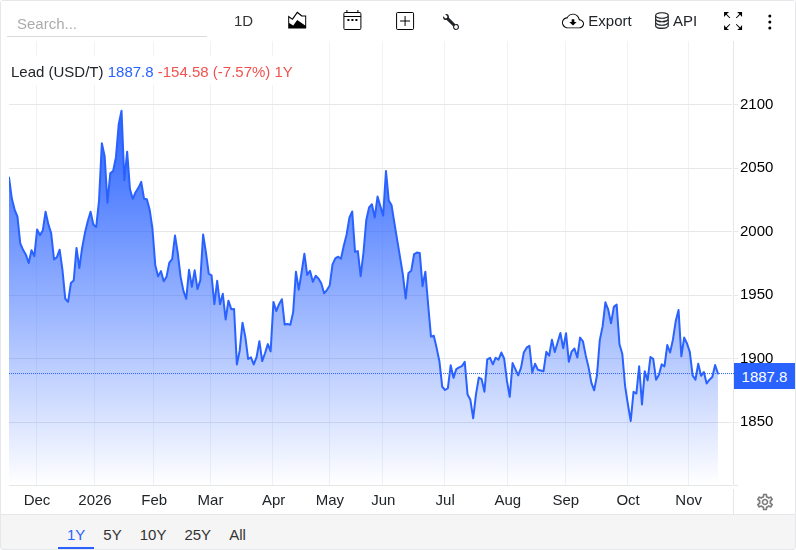 Search... 1D Export API
Lead (USD/T) 1887.8 -154.58 (-7.57%) 1Y
2100
2050
2000
1950
1900
1887.8
1850
Dec 2026 Feb Mar Apr May Jun Jul Aug Sep Oct Nov
1Y 5Y 10Y 25Y All